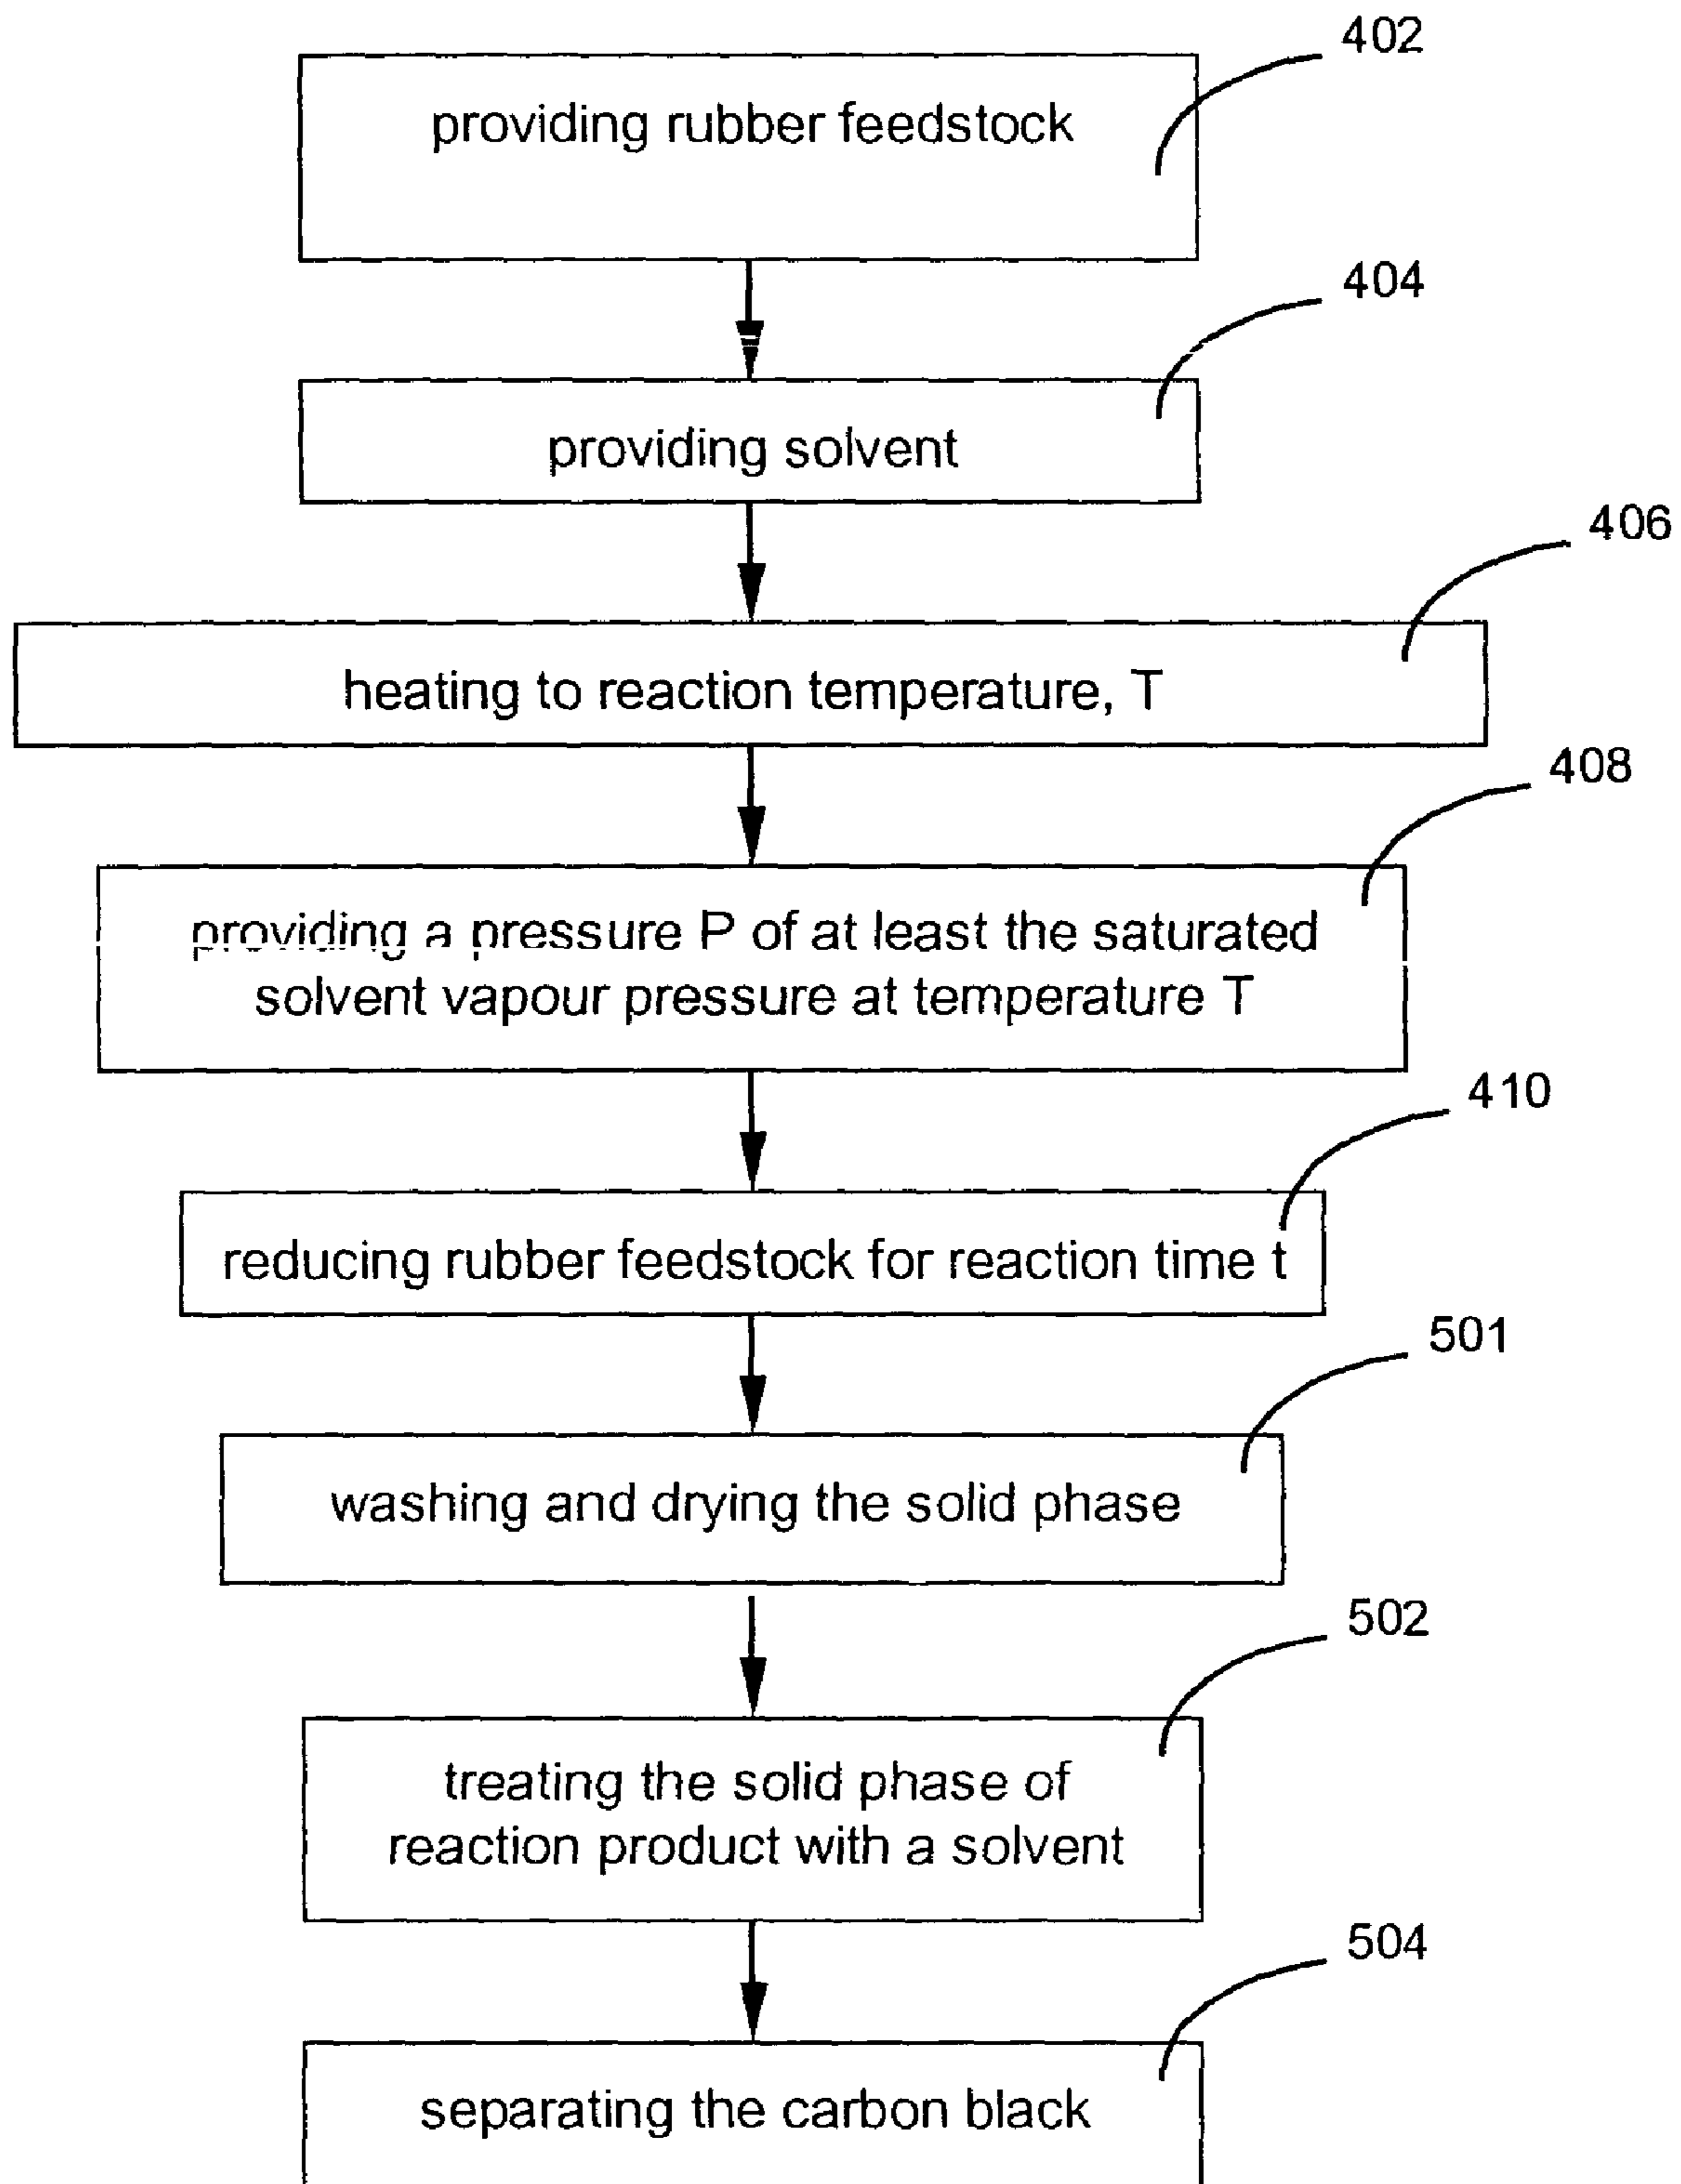 402
providing rubber feedstock
404
providing solvent
406
heating to reaction temperature, T
408
providing a pressure P of at least the saturated
solvent vapour pressure at temperature T
410
reducing rubber feedstock for reaction time t
501
washing and drying the solid phase
502
treating the solid phase of
reaction product with a solvent
504
separating the carbon black